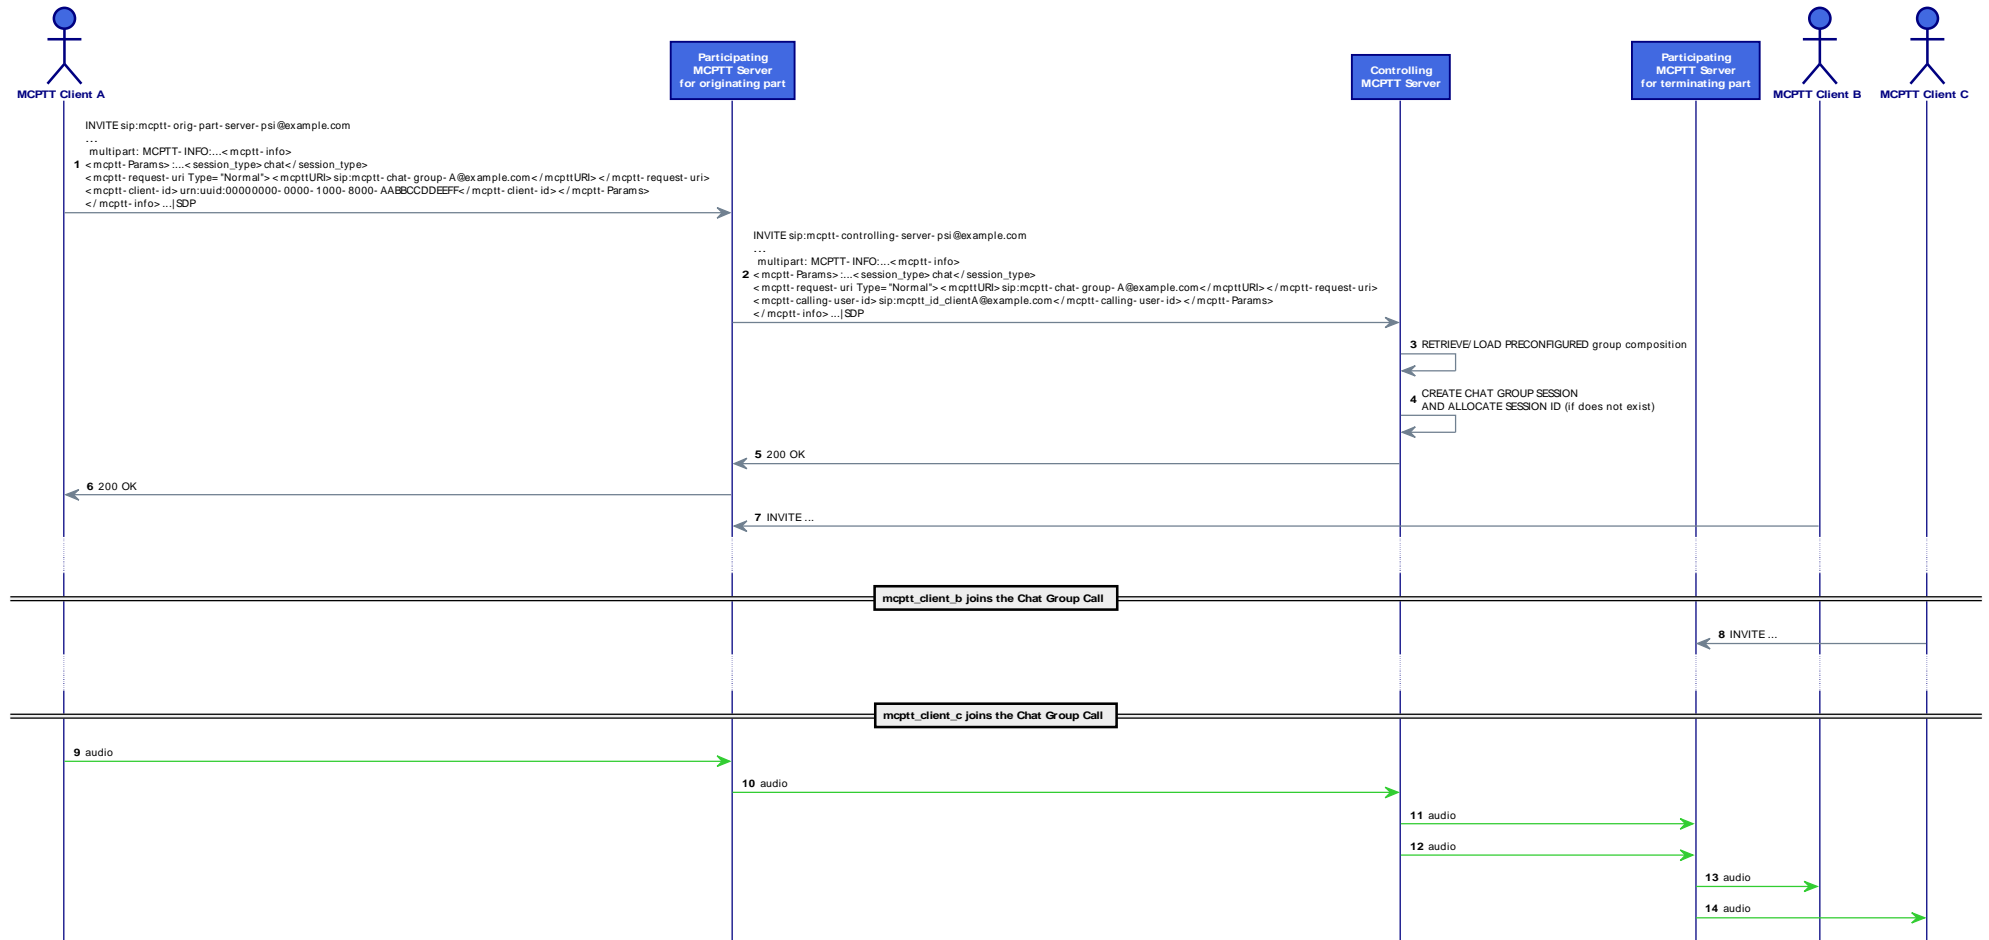 MCPTT Client A
Participating
MCPTT Server
for originating part
Controlling
MCPTT Server
Participating
MCPTT Server
for terminating part
MCPTT Client B
MCPTT Client C
INVITE sip:mcptt-orig-part-server-psi@example.com
...
multipart: MCPTT-INFO:...<mcptt-info>
1 <mcptt-Params>:...<session_type>chat</session_type>
<mcptt-request-uri Type="Normal"><mcpttURI>sip:mcptt-chat-group-A@example.com</mcpttURI></mcptt-request-uri>
<mcptt-client-id>urn:uuid:00000000-0000-1000-8000-AABBCCDDEEFF</mcptt-client-id></mcptt-Params>
</mcptt-info>...|SDP
INVITE sip:mcptt-controlling-server-psi@example.com
...
multipart: MCPTT-INFO:...<mcptt-info>
2 <mcptt-Params>:...<session_type>chat</session_type>
<mcptt-request-uri Type="Normal"><mcpttURI>sip:mcptt-chat-group-A@example.com</mcpttURI></mcptt-request-uri>
<mcptt-calling-user-id>sip:mcptt_id_clientA@example.com</mcptt-calling-user-id></mcptt-Params>
</mcptt-info>...|SDP
3 RETRIEVE/LOAD PRECONFIGURED group composition
4 CREATE CHAT GROUP SESSION
AND ALLOCATE SESSION ID (if does not exist)
5 200 OK
6 200 OK
7 INVITE ...
mcptt_client_b joins the Chat Group Call
8 INVITE ...
mcptt_client_c joins the Chat Group Call
9 audio
10 audio
11 audio
12 audio
13 audio
14 audio